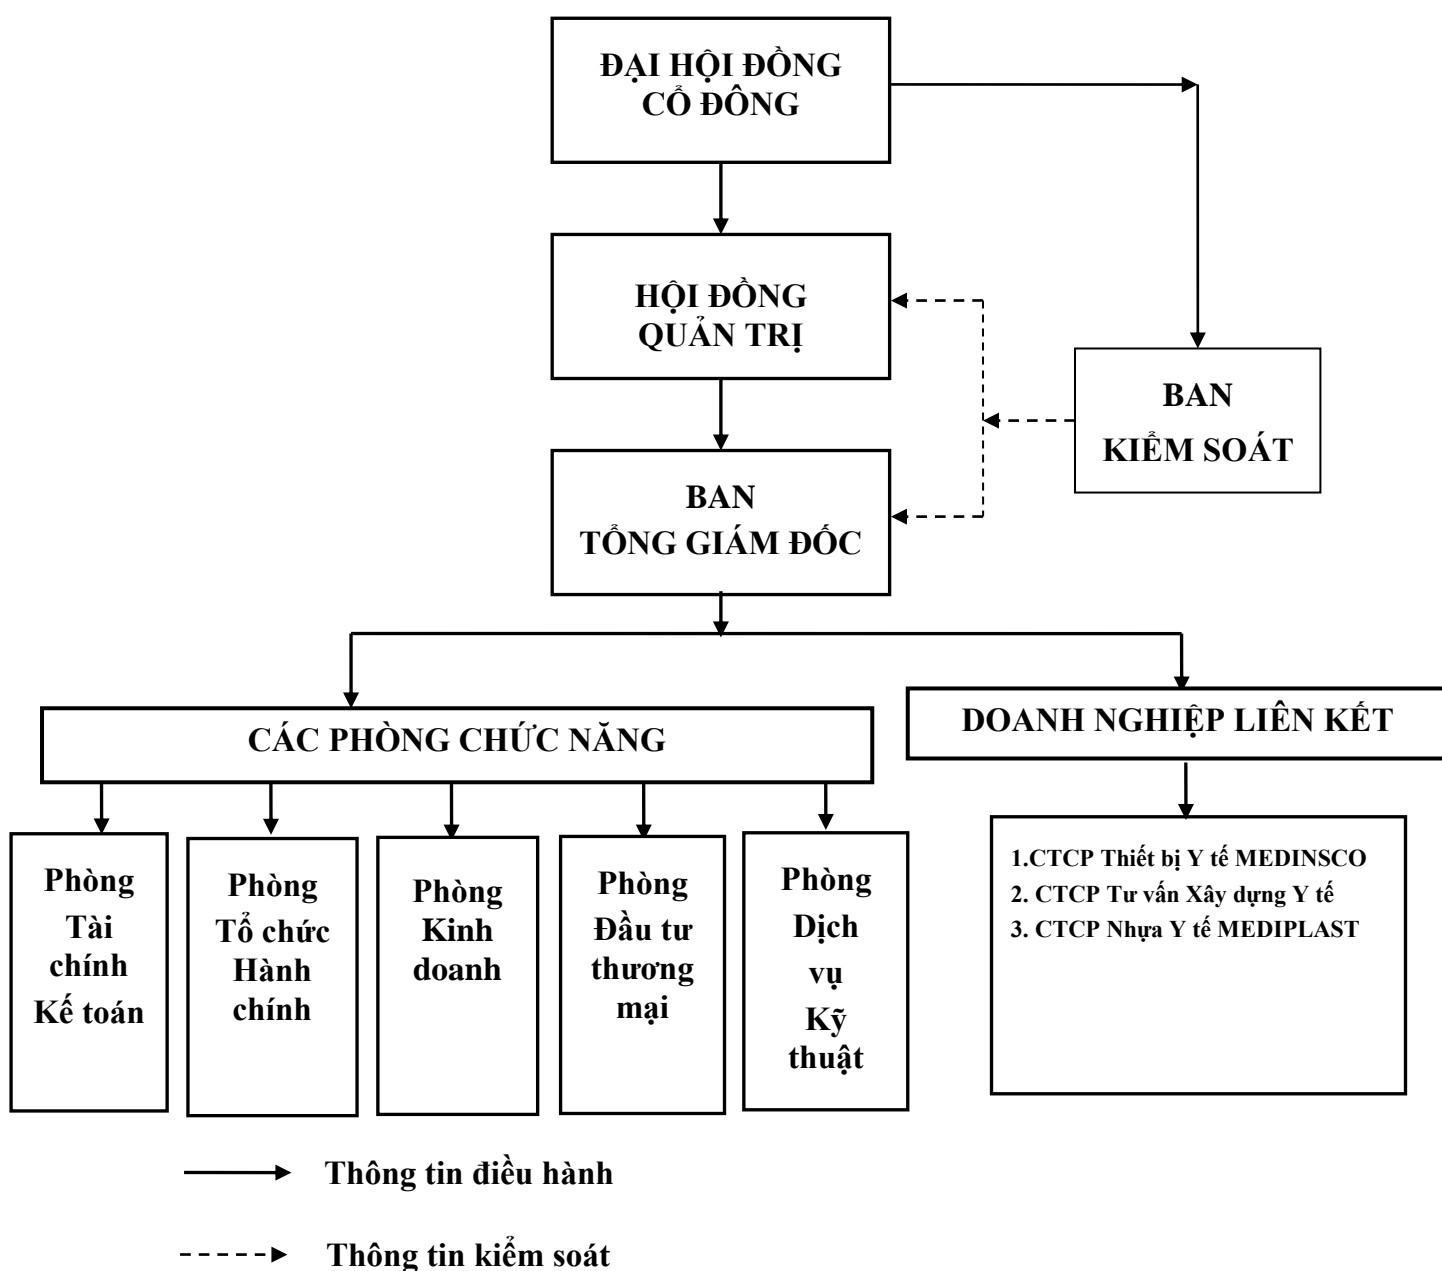 ĐẠI HỘI ĐỒNG
CỔ ĐÔNG
HỘI ĐỒNG
QUẢN TRỊ
BAN
KIỂM SOÁT
BAN
TỔNG GIÁM ĐỐC
CÁC PHÒNG CHỨC NĂNG
DOANH NGHIỆP LIÊN KẾT
Phòng
Tài
chính
Kế toán
Phòng
Tổ chức
Hành
chính
Phòng
Kinh
doanh
Phòng
Đầu tư
thương
mại
Phòng
Dịch
vụ
Kỹ
thuật
1.CTCP Thiết bị Y tế MEDINSCO
2. CTCP Tư vấn Xây dựng Y tế
3. CTCP Nhựa Y tế MEDIPLAST
Thông tin điều hành
Thông tin kiểm soát